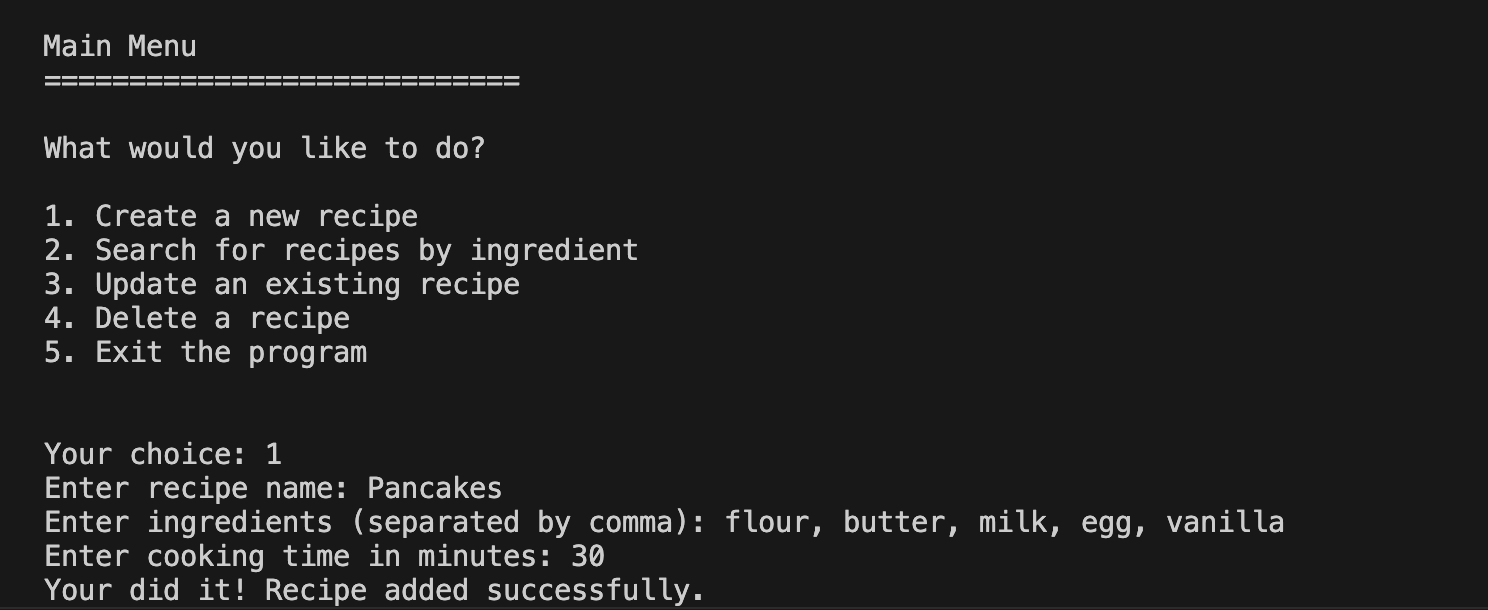 Main Menu
============================
What would you like to do?
1. Create a new recipe
2. Search for recipes by ingredient
3. Update an existing recipe
4. Delete a recipe
5. Exit the program
Your choice: 1
Enter recipe name: Pancakes
Enter ingredients (separated by comma): flour, butter, milk, egg, vanilla
Enter cooking time in minutes: 30
Your did it! Recipe added successfully.